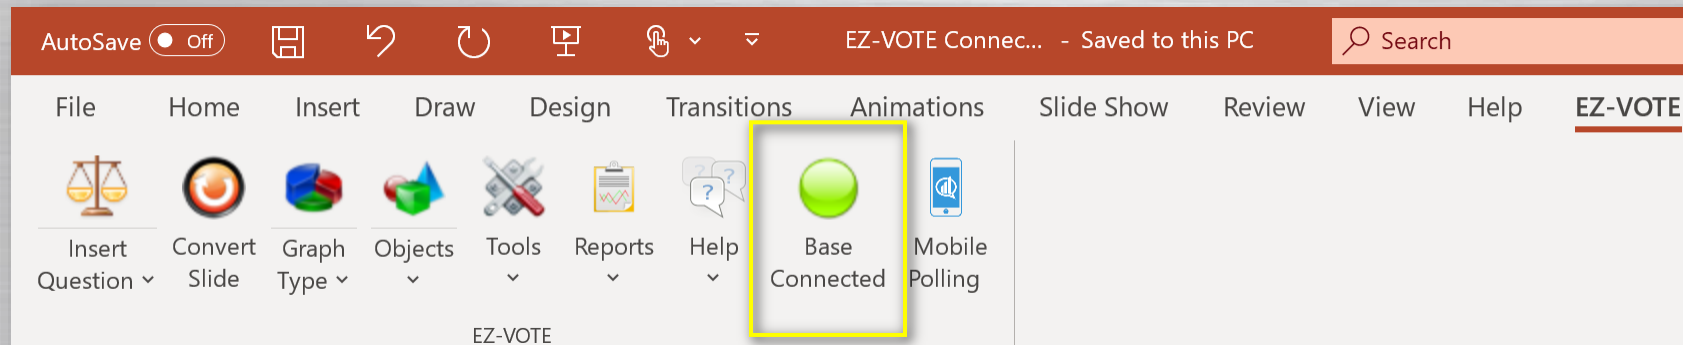 AutoSave Off EZ-VOTE Connec... - Saved to this PC Search
File Home Insert Draw Design Transitions Animations Slide Show Review View Help EZ-VOTE
Insert Question
Convert Slide
Graph Type
Objects
Tools
Reports
Help
Base Connected
Mobile Polling
EZ-VOTE